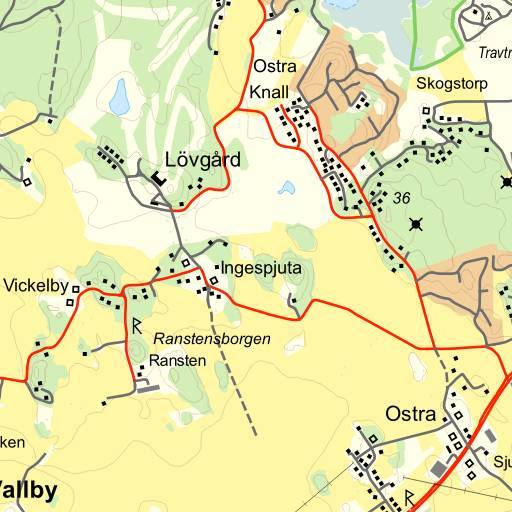 Travtr
Ostra
Knall
Skogstorp
Lövgård
36
Ingespjuta
Vickelby
Ranstensborgen
Ransten
Ostra
ken
Sju
Vallby
R
R